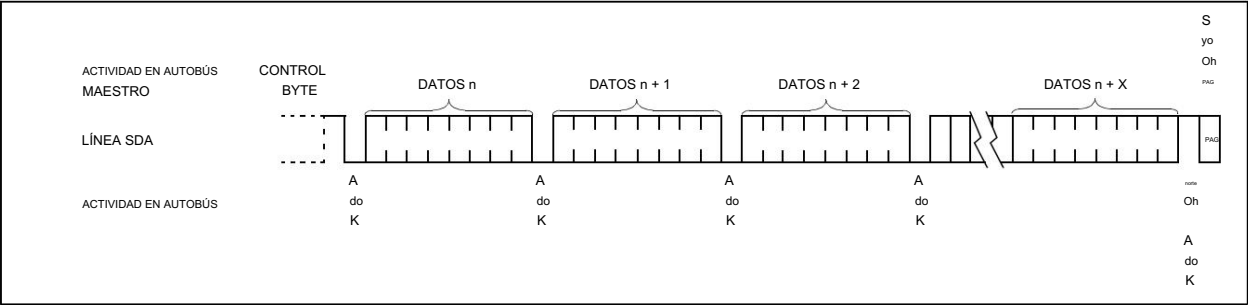 S
yo
Oh
PAG
ACTIVIDAD EN AUTOBÚS
MAESTRO
CONTROL
BYTE
DATOS n
DATOS n + 1
DATOS n + 2
DATOS n + X
LÍNEA SDA
PAG
ACTIVIDAD EN AUTOBÚS
A
do
K
A
do
K
A
do
K
A
do
K
norte
Oh
A
do
K